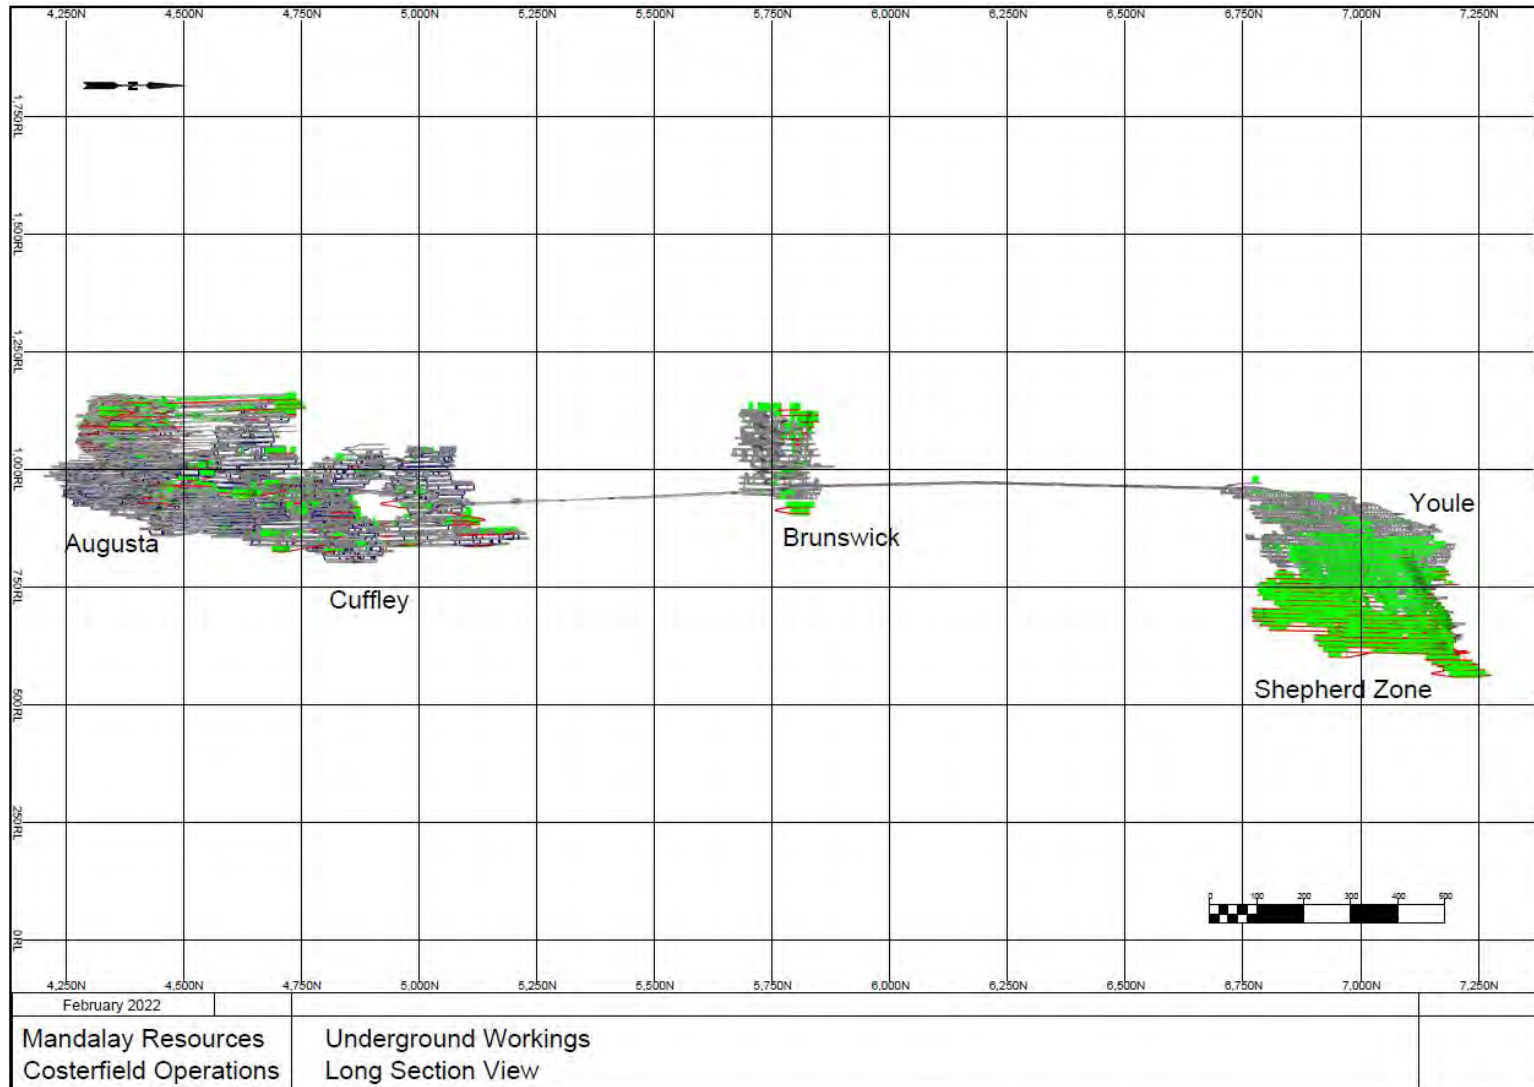 4,250N 4,500N 4,750N 5,000N 5,250N 5,500N 5,750N 6,000N 6,250N 6,500N 6,750N 7,000N 7,250N
N
1,750RL
1,500RL
1,250RL
1,000RL
750RL
500RL
250RL
0RL
Augusta
Cuffley
Brunswick
Youle
Shepherd Zone
0 100 200 300 400 500
4,250N 4,500N 4,750N 5,000N 5,250N 5,500N 5,750N 6,000N 6,250N 6,500N 6,750N 7,000N 7,250N
February 2022
Mandalay Resources
Costerfield Operations
Underground Workings
Long Section View